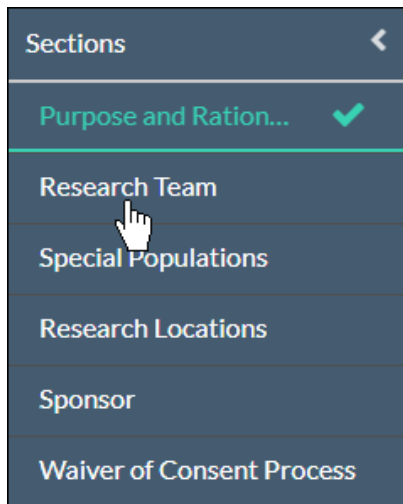 Sections
Purpose and Ration...
Research Team
Special Populations
Research Locations
Sponsor
Waiver of Consent Process